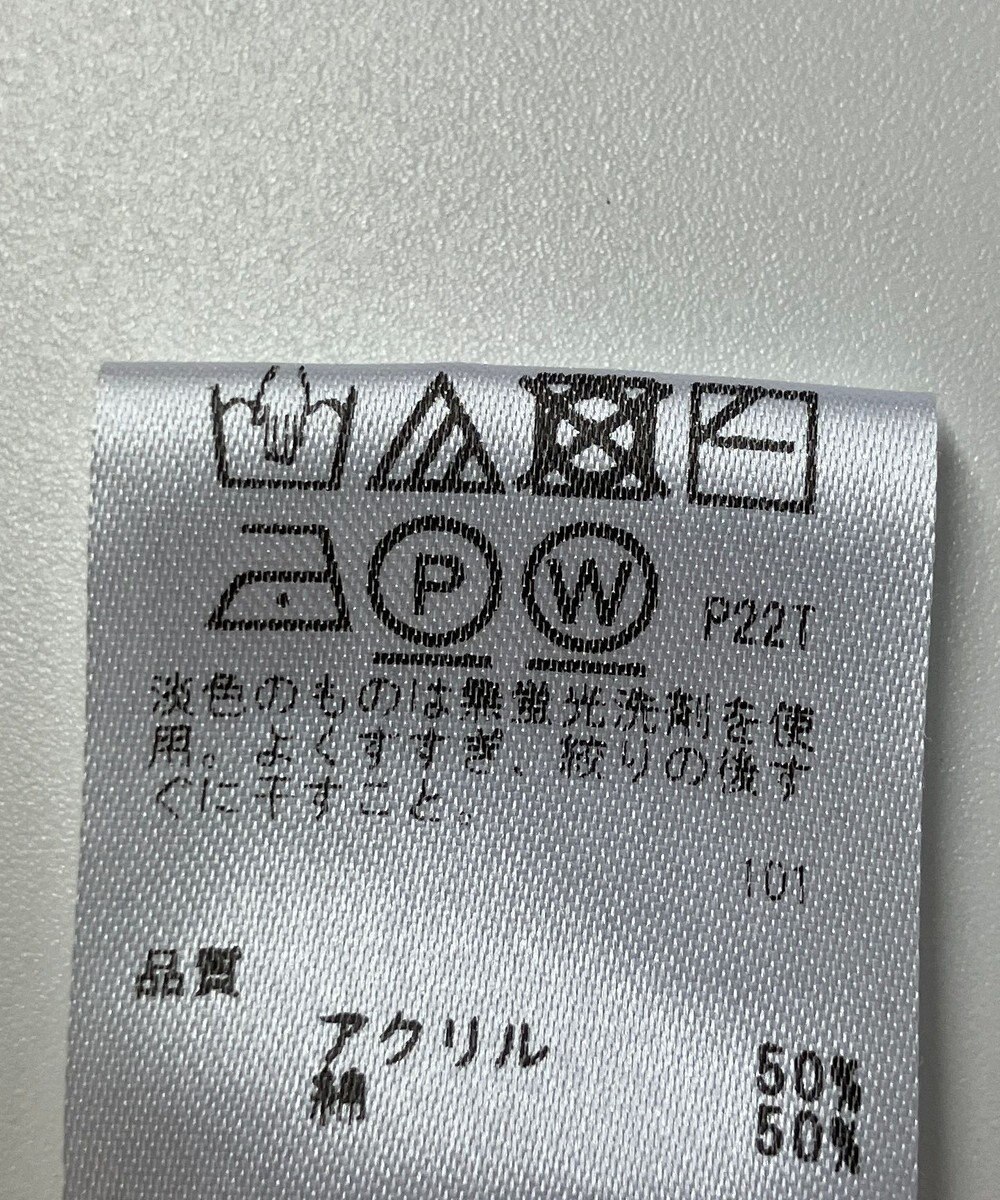 P W P22T
淡色のものは無蛍光洗剤を使
用。よくすすぎ、絞りの後す
ぐに干すこと。
101
品質
アクリル 50%
綿 50%